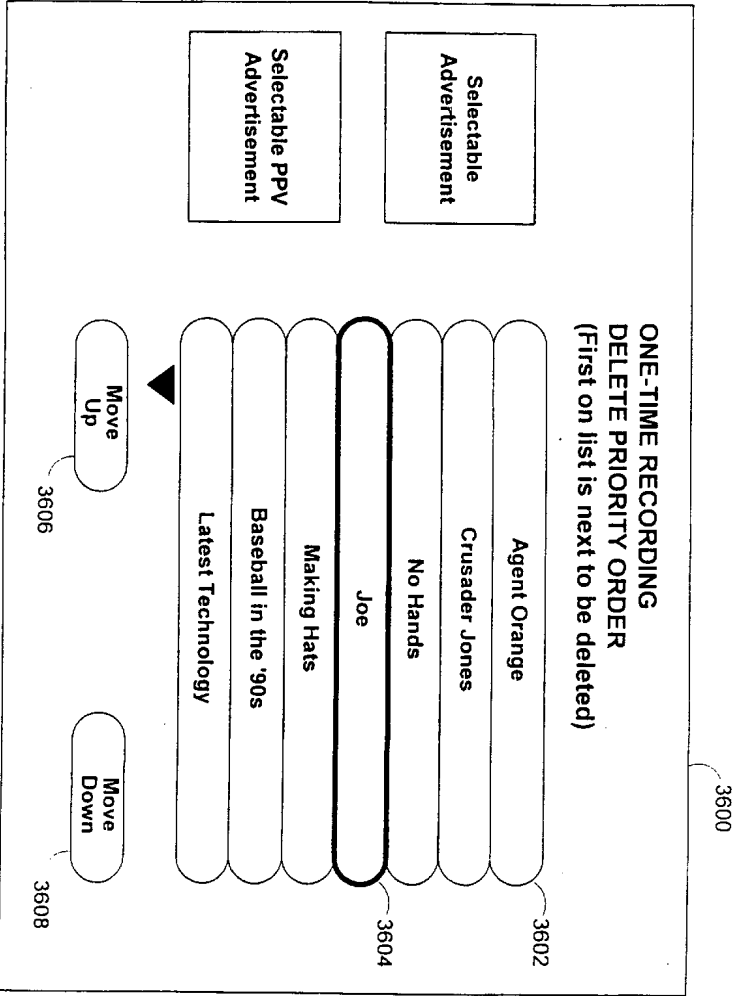 3600
ONE-TIME RECORDING
DELETE PRIORITY ORDER
(First on list is next to be deleted)
Selectable
Advertisement
Selectable PPV
Advertisement
Agent Orange
3602
Crusader Jones
No Hands
Joe
3604
Making Hats
Baseball in the '90s
Latest Technology
Move
Up
3606
Move
Down
3608